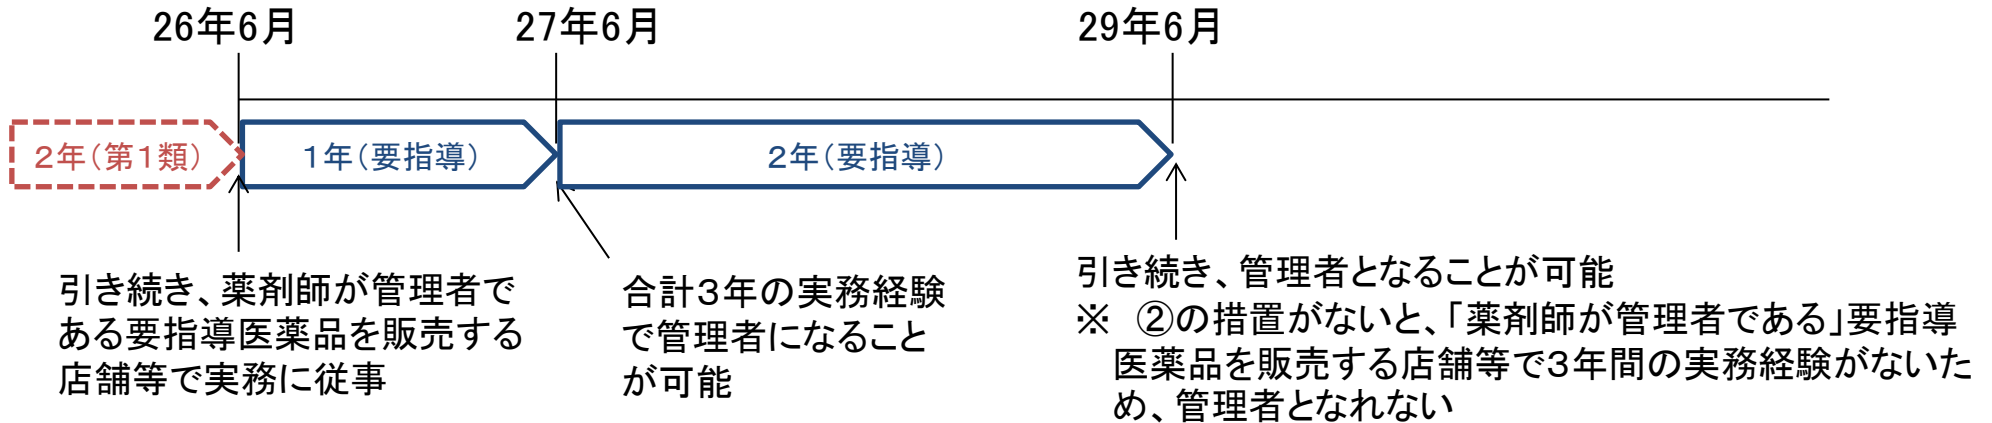 26年6月
27年6月
29年6月
２年（第１類）
１年（要指導）
２年（要指導）
引き続き、薬剤師が管理者で
ある要指導医薬品を販売する
店舗等で実務に従事
合計３年の実務経験
で管理者になること
が可能
引き続き、管理者となることが可能
※　②の措置がないと、「薬剤師が管理者である」要指導
医薬品を販売する店舗等で３年間の実務経験がないた
め、管理者となれない